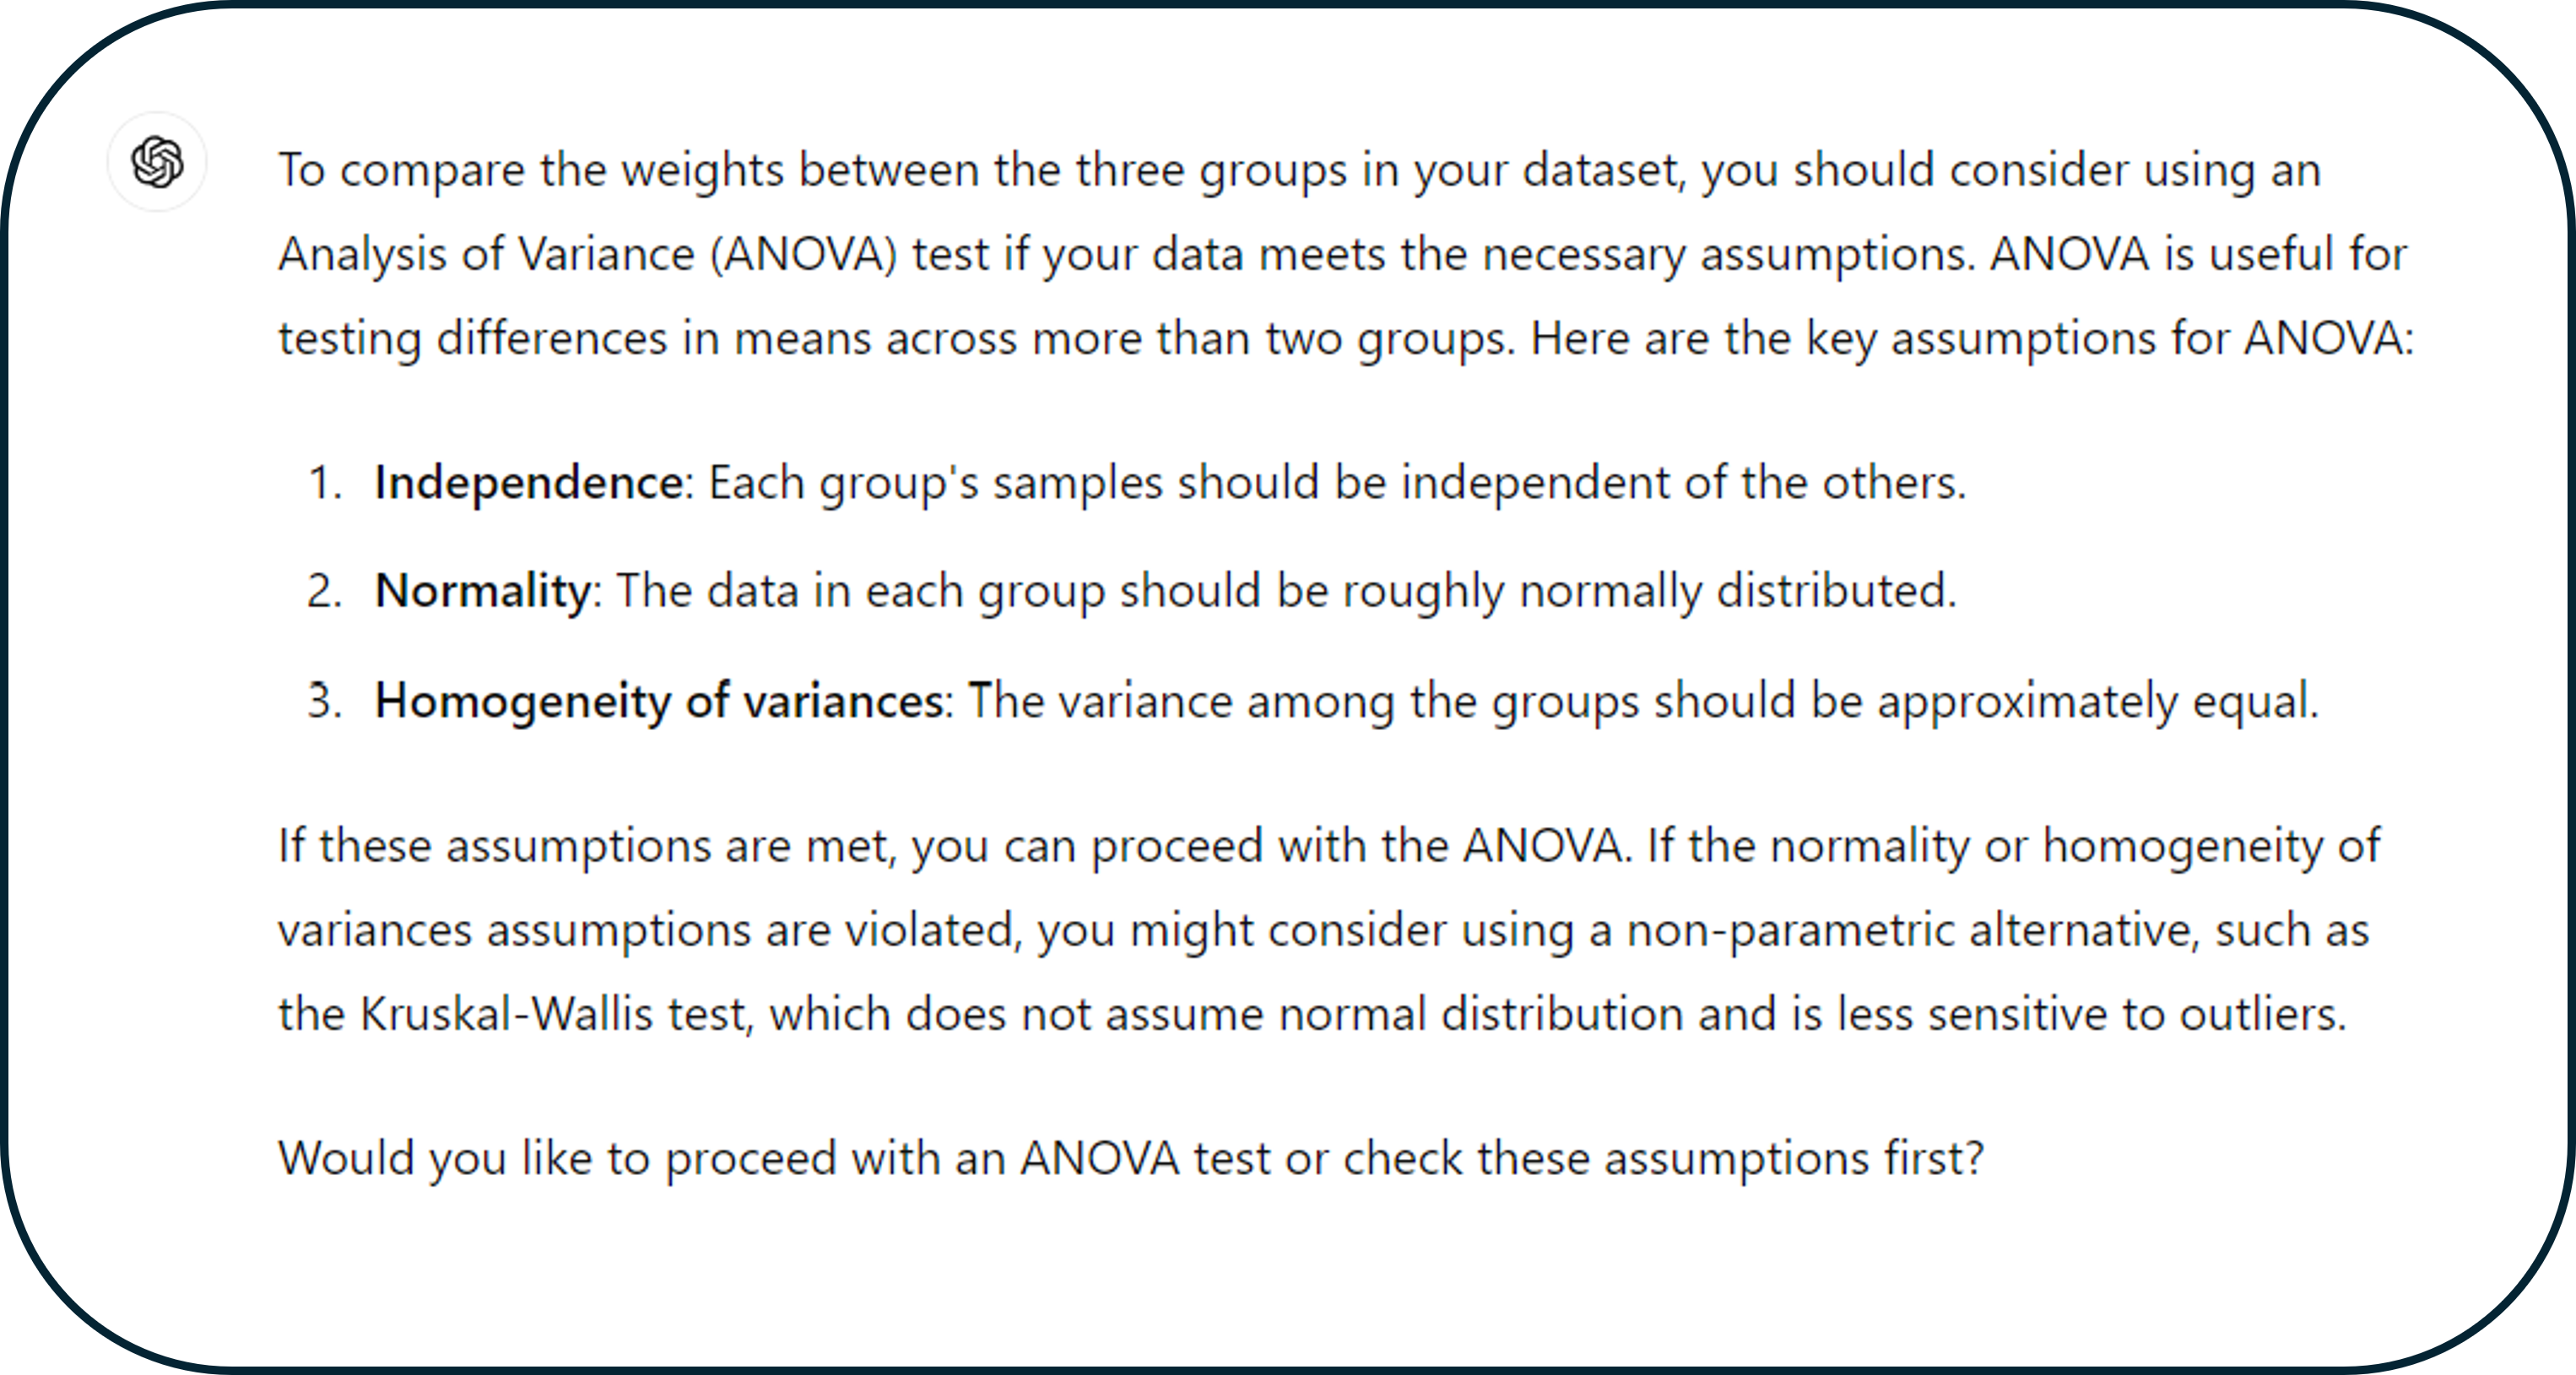 To compare the weights between the three groups in your dataset, you should consider using an
Analysis of Variance (ANOVA) test if your data meets the necessary assumptions. ANOVA is useful for
testing differences in means across more than two groups. Here are the key assumptions for ANOVA:
1. Independence: Each group's samples should be independent of the others.
2. Normality: The data in each group should be roughly normally distributed.
3. Homogeneity of variances: The variance among the groups should be approximately equal.
If these assumptions are met, you can proceed with the ANOVA. If the normality or homogeneity of
variances assumptions are violated, you might consider using a non-parametric alternative, such as
the Kruskal-Wallis test, which does not assume normal distribution and is less sensitive to outliers.
Would you like to proceed with an ANOVA test or check these assumptions first?